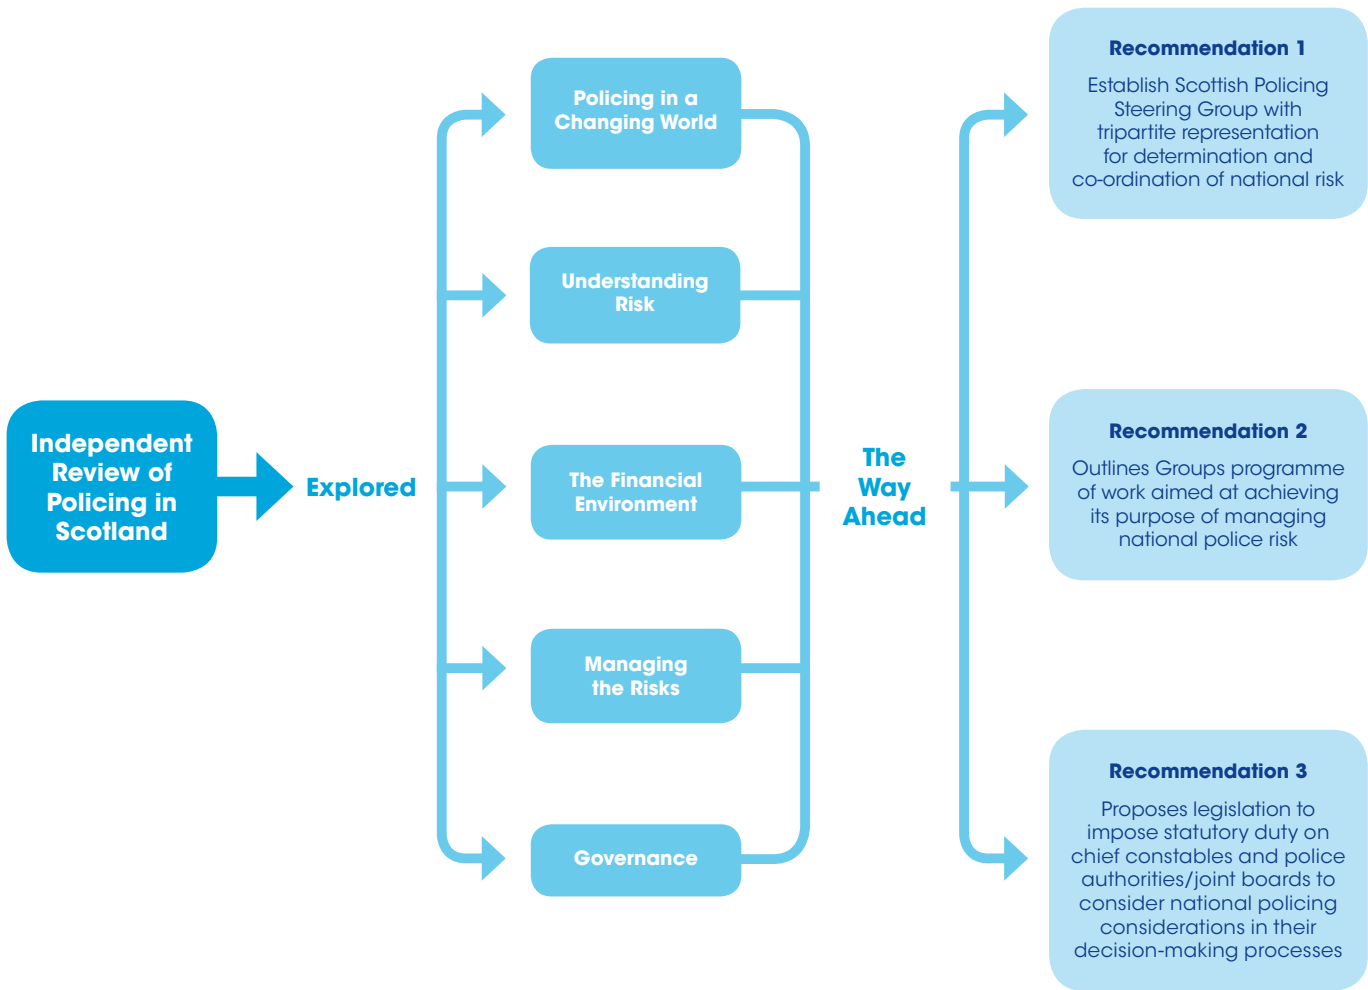 Independent
Review of
Policing in
Scotland
Explored
Policing in a
Changing World
Understanding
Risk
The Financial
Environment
Managing
the Risks
Governance
The
Way
Ahead
Recommendation 1
Establish Scottish Policing
Steering Group with
tripartite representation
for determination and
co-ordination of national risk
Recommendation 2
Outlines Groups programme
of work aimed at achieving
its purpose of managing
national police risk
Recommendation 3
Proposes legislation to
impose statutory duty on
chief constables and police
authorities/joint boards to
consider national policing
considerations in their
decision-making processes